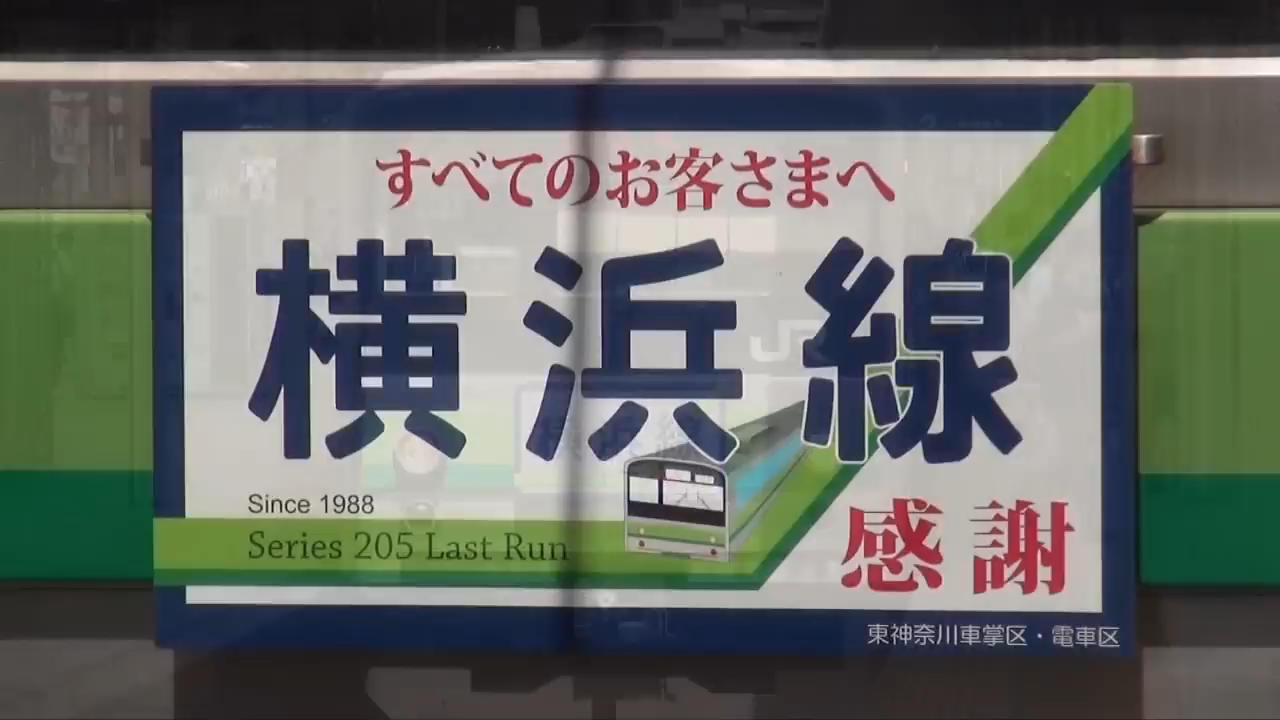 すべてのお客さまへ
横浜線
Since 1988
Series 205 Last Run
感謝
東神奈川車掌区・電車区